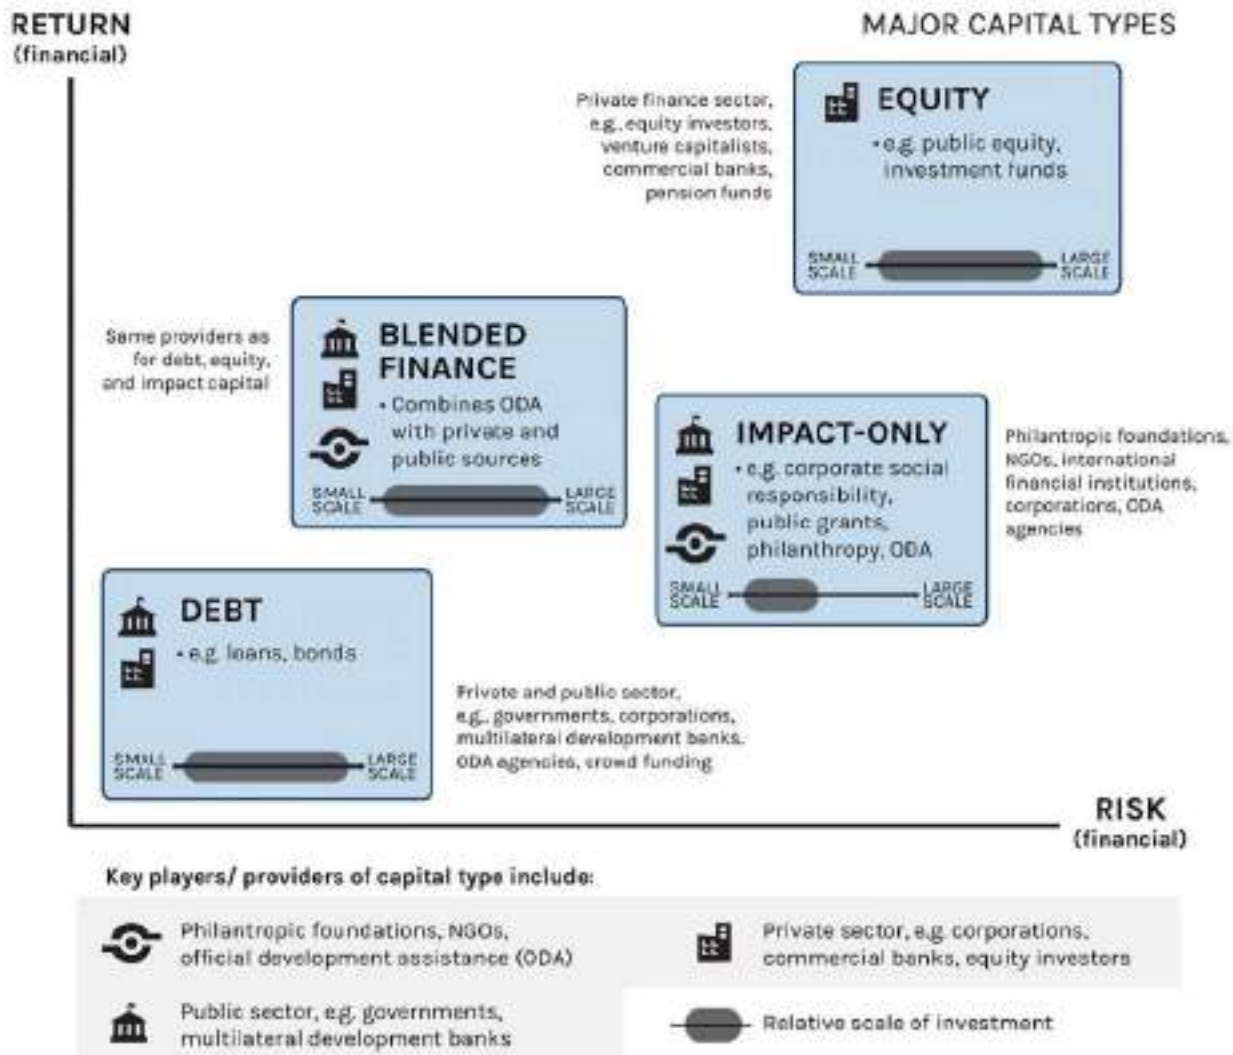 RETURN
(financial)
MAJOR CAPITAL TYPES
Private finance sector,
e.g., equity investors,
venture capitalists,
commercial banks,
pension funds
EQUITY
• e.g. public equity,
investment funds
SMALL
SCALE
LARGE
SCALE
Same providers as
for debt, equity,
and impact capital
BLENDED
FINANCE
• Combines ODA
with private and
public sources
SMALL
SCALE
LARGE
SCALE
IMPACT-ONLY
• e.g. corporate social
responsibility,
public grants,
philanthropy, ODA
SMALL
SCALE
LARGE
SCALE
Philantropic foundations,
NGOs, international
financial institutions,
corporations, ODA
agencies
DEBT
• e.g. loans, bonds
SMALL
SCALE
LARGE
SCALE
Private and public sector,
e.g., governments, corporations,
multilateral development banks,
ODA agencies, crowd funding
RISK
(financial)
Key players/ providers of capital type include:
Philantropic foundations, NGOs,
official development assistance (ODA)
Private sector, e.g. corporations,
commercial banks, equity investors
Public sector, e.g. governments,
multilateral development banks
Relative scale of investment